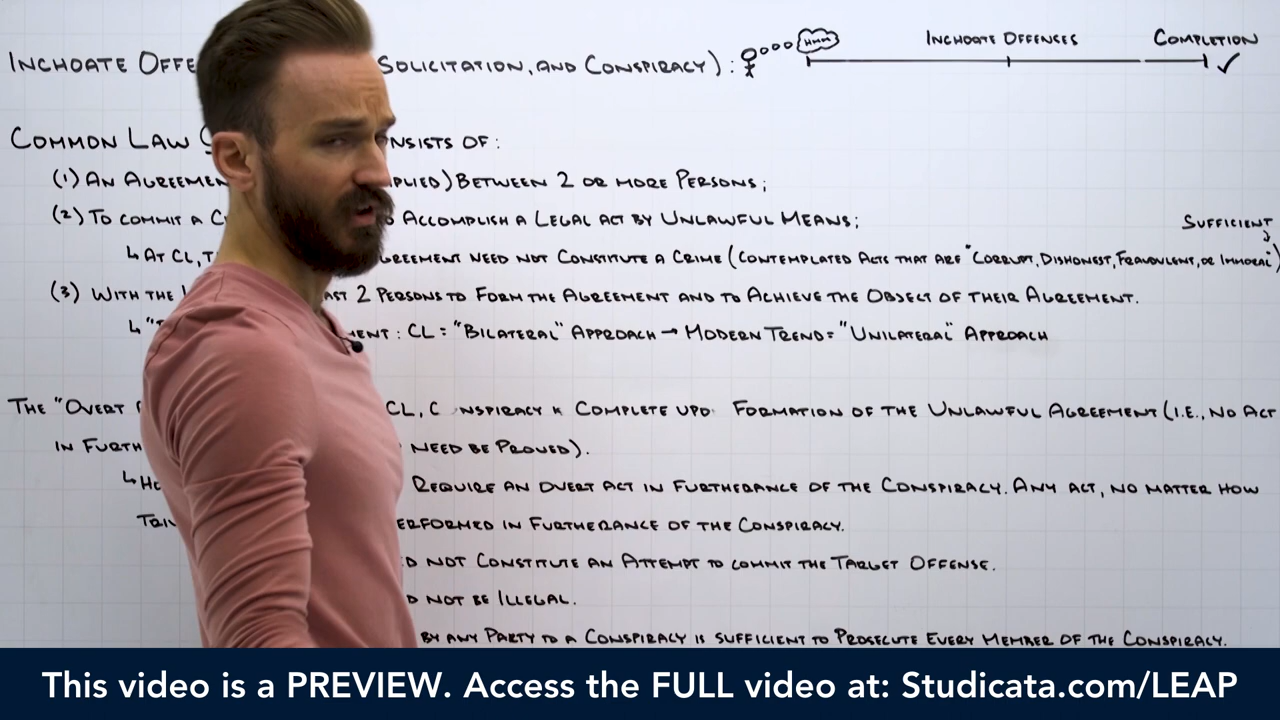 INCHOATE OFFE SOLICITATION, AND CONSPIRACY):
HMM INCHOATE OFFENSES COMPLETION
COMMON LAW NSISTS OF:
(1) AN AGREEMEN PLIED) BETWEEN 2 OR MORE PERSONS;
(2) TO COMMIT A C ACCOMPLISH A LEGAL ACT BY UNLAWFUL MEANS;
SUFFICIENT
↳ AT CL, T REEMENT NEED NOT CONSTITUTE A CRIME (CONTEMPLATED ACTS THAT ARE "CORRUPT, DISHONEST, FRAUDULENT, OR IMMORAL")
(3) WITH THE AST 2 PERSONS TO FORM THE AGREEMENT AND TO ACHIEVE THE OBJECT OF THEIR AGREEMENT.
↳ "T ENT: CL = "BILATERAL" APPROACH → MODERN TREND = "UNILATERAL" APPROACH
THE "OVERT CL, C NSPIRACY IS COMPLETE UPO FORMATION OF THE UNLAWFUL AGREEMENT (I.E., NO ACT
IN FURTH NEED BE PROVED).
↳ HO REQUIRE AN OVERT ACT IN FURTHERANCE OF THE CONSPIRACY. ANY ACT, NO MATTER HOW
TRIV ERFORMED IN FURTHERANCE OF THE CONSPIRACY.
D NOT CONSTITUTE AN ATTEMPT TO COMMIT THE TARGET OFFENSE.
D NOT BE ILLEGAL.
BY ANY PARTY TO A CONSPIRACY IS SUFFICIENT TO PROSECUTE EVERY MEMBER OF THE CONSPIRACY.
This video is a PREVIEW. Access the FULL video at: Studicata.com/LEAP